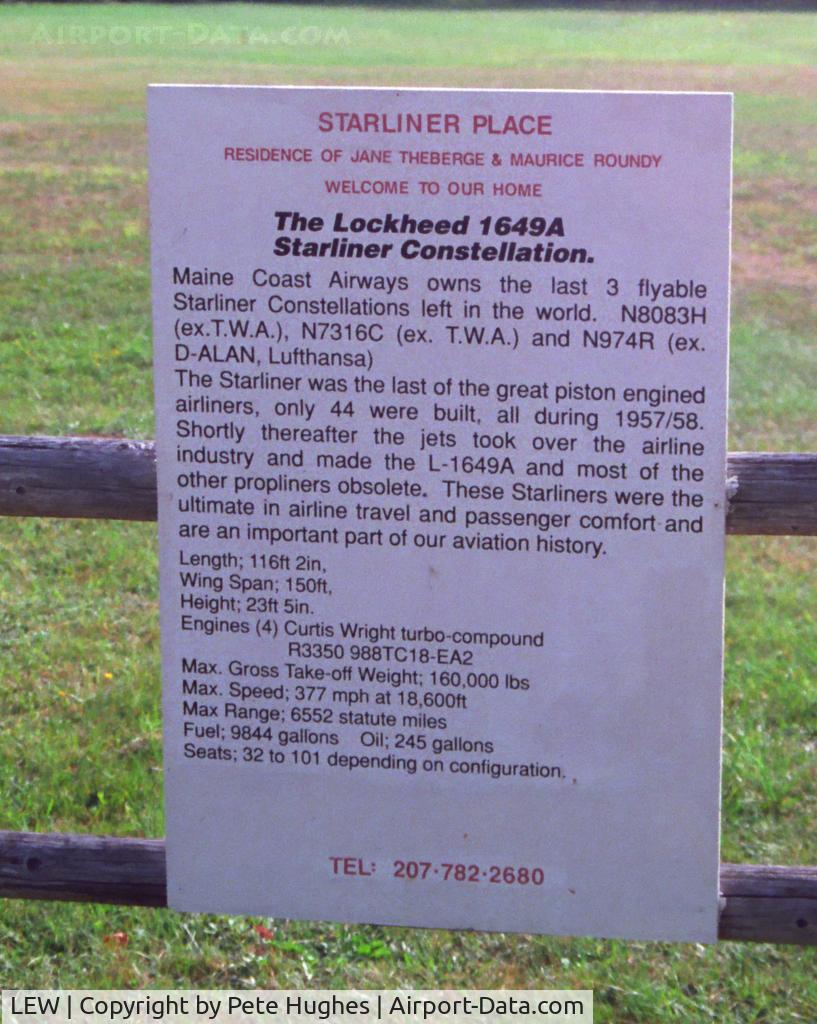 AIRPORT-DATA.COM
STARLINER PLACE
RESIDENCE OF JANE THEBERGE & MAURICE ROUNDY
WELCOME TO OUR HOME
The Lockheed 1649A
Starliner Constellation.
Maine Coast Airways owns the last 3 flyable
Starliner Constellations left in the world. N8083H
(ex.T.W.A.), N7316C (ex. T.W.A.) and N974R (ex.
D-ALAN, Lufthansa)
The Starliner was the last of the great piston engined
airliners, only 44 were built, all during 1957/58.
Shortly thereafter the jets took over the airline
industry and made the L-1649A and most of the
other propliners obsolete. These Starliners were the
ultimate in airline travel and passenger comfort and
are an important part of our aviation history.
Length; 116ft 2in,
Wing Span; 150ft,
Height; 23ft 5in.
Engines (4) Curtis Wright turbo-compound
R3350 988TC18-EA2
Max. Gross Take-off Weight; 160,000 lbs
Max. Speed; 377 mph at 18,600ft
Max Range; 6552 statute miles
Fuel; 9844 gallons Oil; 245 gallons
Seats; 32 to 101 depending on configuration.
TEL: 207·782·2680
LEW | Copyright by Pete Hughes | Airport-Data.com